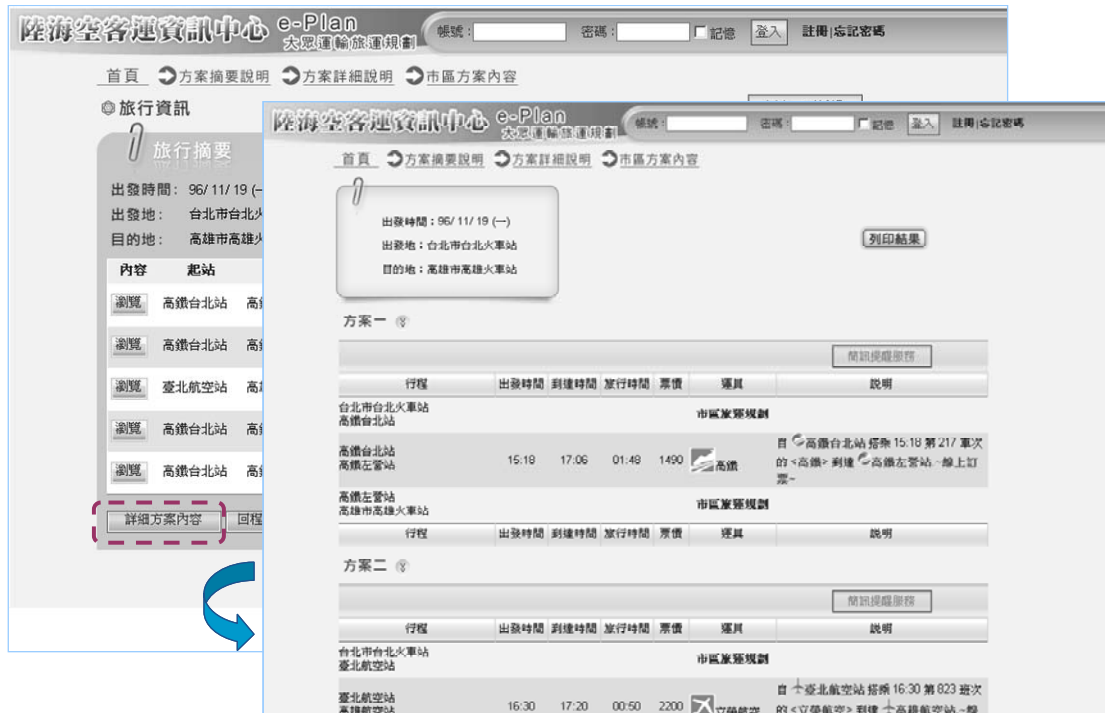 陸海空客運資訊中心 e-Plan
大眾運輸旅運規劃
帳號： 密碼： 記憶 登入 註冊|忘記密碼
首頁 方案摘要說明 方案詳細說明 市區方案內容
旅行資訊
旅行摘要
出發時間： 96/ 11/ 19 (一
出發地： 台北市台北火
目的地： 高雄市高雄火
內容 起站
瀏覽 高鐵台北站
瀏覽 高鐵台北站
瀏覽 臺北航空站
瀏覽 高鐵台北站
瀏覽 高鐵台北站
詳細方案內容 回程
陸海空客運資訊中心 e-Plan
大眾運輸旅運規劃
帳號： 密碼： 記憶 登入 註冊|忘記密碼
首頁 方案摘要說明 方案詳細說明 市區方案內容
出發時間：96/ 11/ 19 (一)
出發地：台北市台北火車站
目的地：高雄市高雄火車站
列印結果
方案一
簡訊提醒服務
行程 出發時間 到達時間 旅行時間 票價 運具 說明
台北市台北火車站
高鐵台北站
市區旅運規劃
高鐵台北站
高鐵左營站
15:18 17:06 01:48 1490 高鐵
自 高鐵台北站 搭乘 15:18 第 217 車次
的 <高鐵> 到達 高鐵左營站 ~線上訂
票~
高鐵左營站
高雄市高雄火車站
市區旅運規劃
行程 出發時間 到達時間 旅行時間 票價 運具 說明
方案二
簡訊提醒服務
行程 出發時間 到達時間 旅行時間 票價 運具 說明
台北市台北火車站
臺北航空站
市區旅運規劃
臺北航空站
高雄航空站
16:30 17:20 00:50 2200 立榮航空
自 臺北航空站 搭乘 16:30 第 823 班次
的 <立榮航空> 到達 高雄航空站 ~線